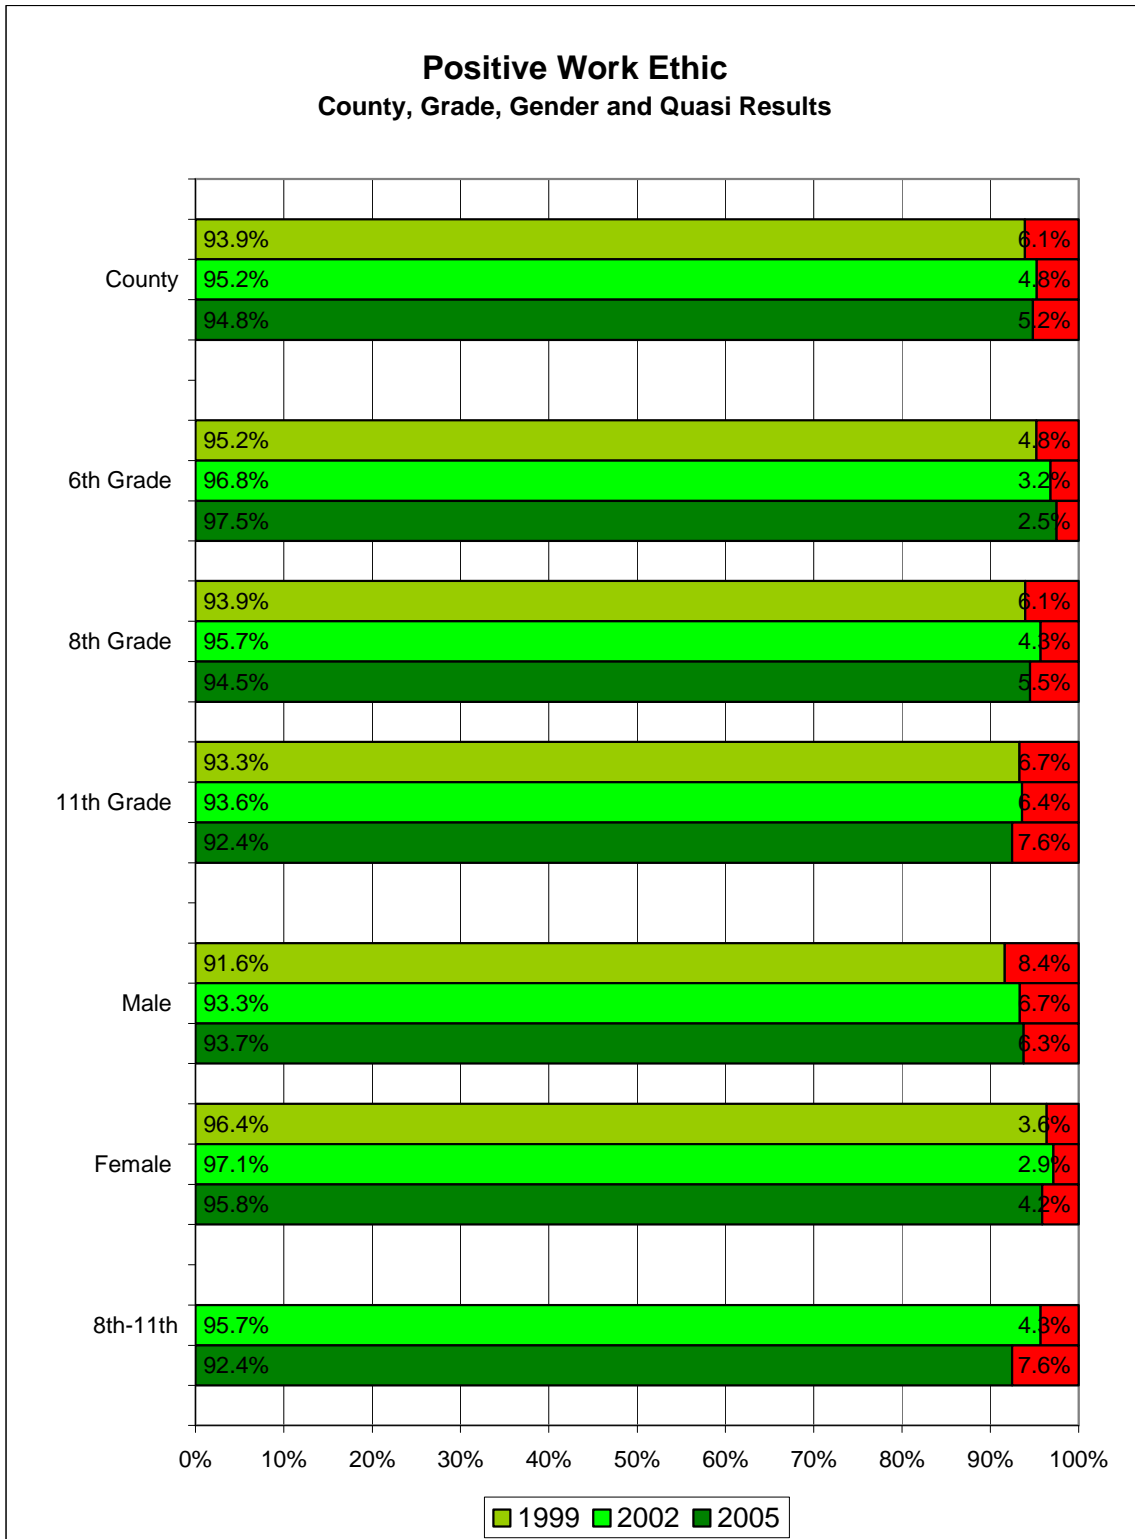 Positive Work Ethic
County, Grade, Gender and Quasi Results
93.9% 6.1%
County 95.2% 4.8%
94.8% 5.2%
95.2% 4.8%
6th Grade 96.8% 3.2%
97.5% 2.5%
93.9% 6.1%
8th Grade 95.7% 4.3%
94.5% 5.5%
93.3% 6.7%
11th Grade 93.6% 6.4%
92.4% 7.6%
91.6% 8.4%
Male 93.3% 6.7%
93.7% 6.3%
96.4% 3.6%
Female 97.1% 2.9%
95.8% 4.2%
8th-11th 95.7% 4.3%
92.4% 7.6%
0% 10% 20% 30% 40% 50% 60% 70% 80% 90% 100%
1999 2002 2005